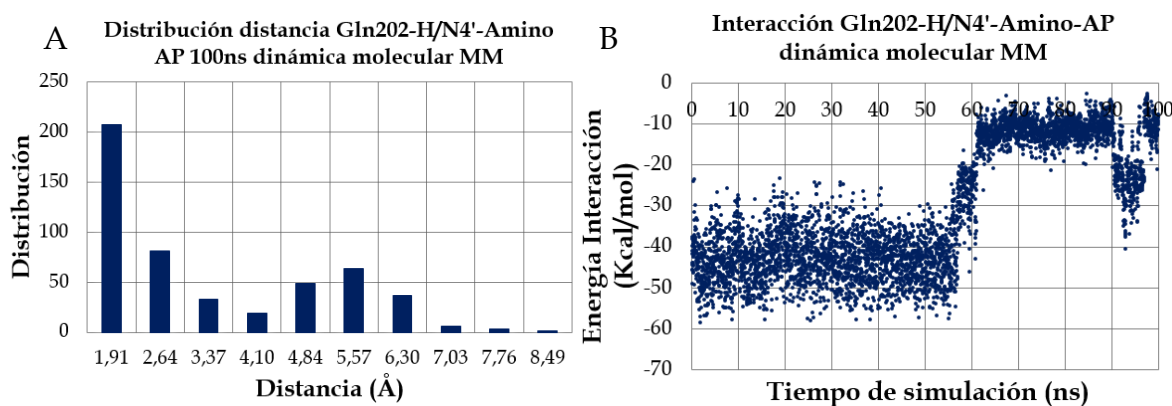 A
Distribución distancia Gln202-H/N4'-Amino
AP 100ns dinámica molecular MM
Distribución
250
200
150
100
50
0
1,91 2,64 3,37 4,10 4,84 5,57 6,30 7,03 7,76 8,49
Distancia (Å)
B
Interacción Gln202-H/N4'-Amino-AP
dinámica molecular MM
Energía Interacción
(Kcal/mol)
-0
0 10 20 30 40 50 60 70 80 90 100
-10
-20
-30
-40
-50
-60
-70
Tiempo de simulación (ns)